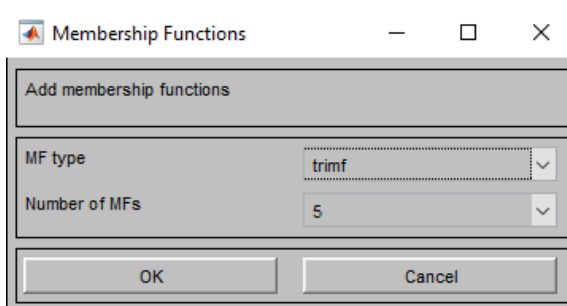 Membership Functions
Add membership functions
MF type
trimf
Number of MFs
5
OK
Cancel